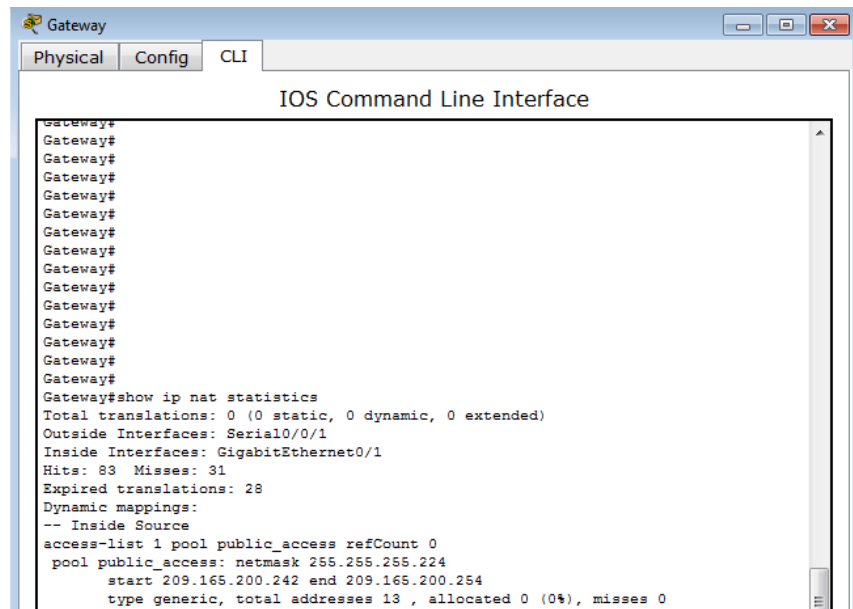 Gateway
Physical Config CLI
IOS Command Line Interface
Gateway#
Gateway#
Gateway#
Gateway#
Gateway#
Gateway#
Gateway#
Gateway#
Gateway#
Gateway#
Gateway#
Gateway#
Gateway#
Gateway#
Gateway#show ip nat statistics
Total translations: 0 (0 static, 0 dynamic, 0 extended)
Outside Interfaces: Serial0/0/1
Inside Interfaces: GigabitEthernet0/1
Hits: 83 Misses: 31
Expired translations: 28
Dynamic mappings:
-- Inside Source
access-list 1 pool public_access refCount 0
pool public_access: netmask 255.255.255.224
start 209.165.200.242 end 209.165.200.254
type generic, total addresses 13 , allocated 0 (0%), misses 0